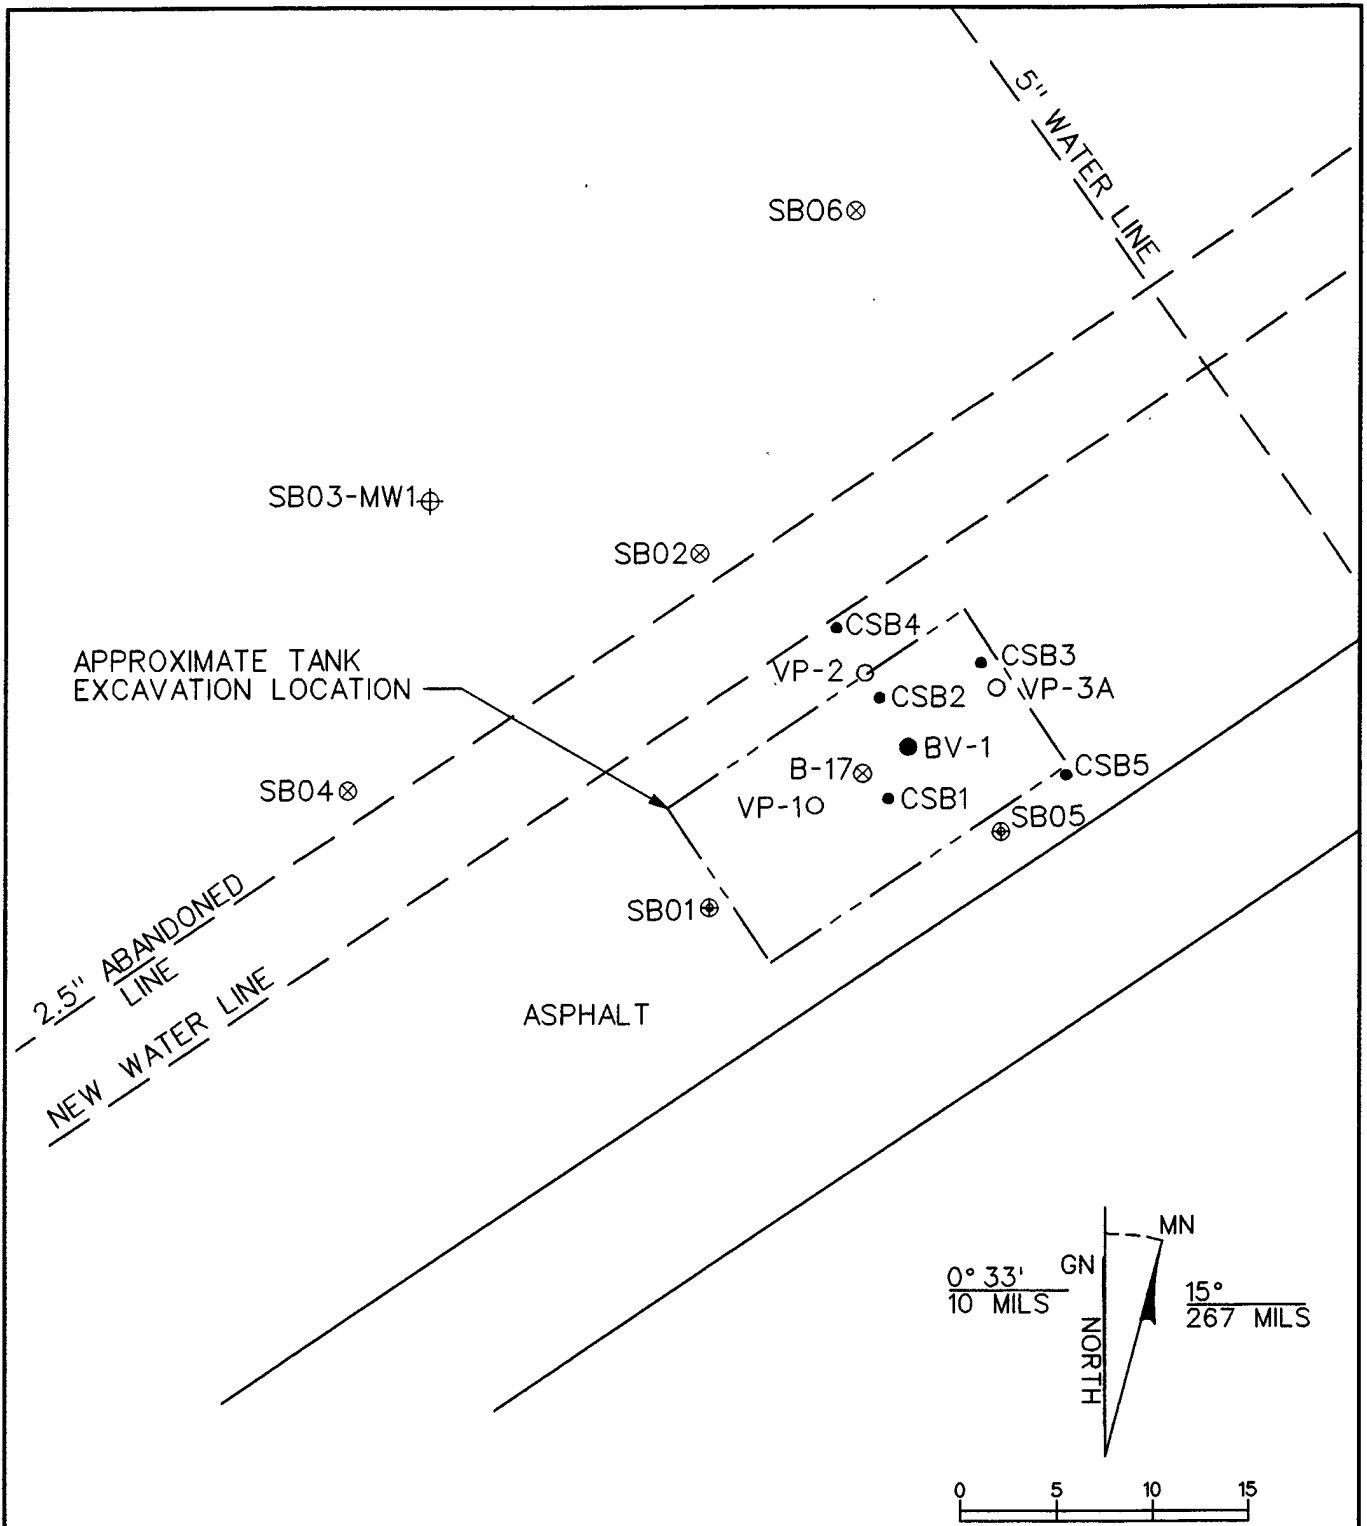 5" WATER LINE
SB06
SB03-MW1
SB02
CSB4
APPROXIMATE TANK
EXCAVATION LOCATION
VP-2
CSB3
CSB2
VP-3A
BV-1
B-17
CSB5
SB04
VP-1
CSB1
SB05
SB01
2.5" ABANDONED
LINE
NEW WATER LINE
ASPHALT
MN
GN
0° 33'
10 MILS
15°
267 MILS
NORTH
0 5 10 15